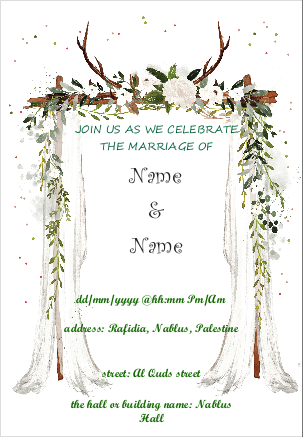 JOIN US AS WE CELEBRATE
THE MARRIAGE OF
Name
&
Name
dd/mm/yyyy @hh:mm Pm/Am
address: Rafidia, Nablus, Palestine
street: Al Quds street
the hall or building name: Nablus
Hall